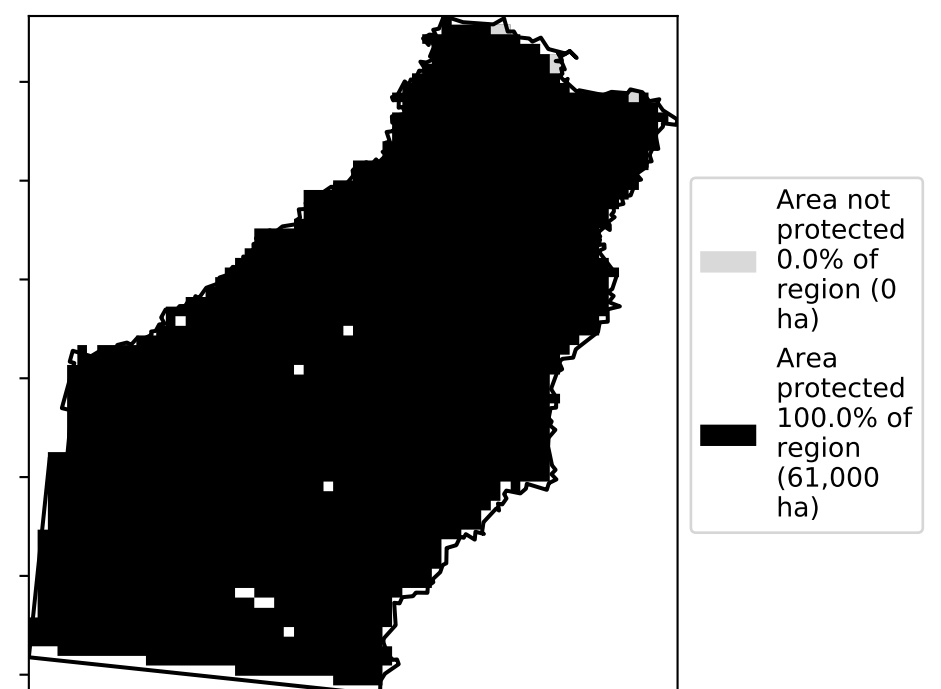 Area not
protected
0.0% of
region (0
ha)
Area
protected
100.0% of
region
(61,000
ha)